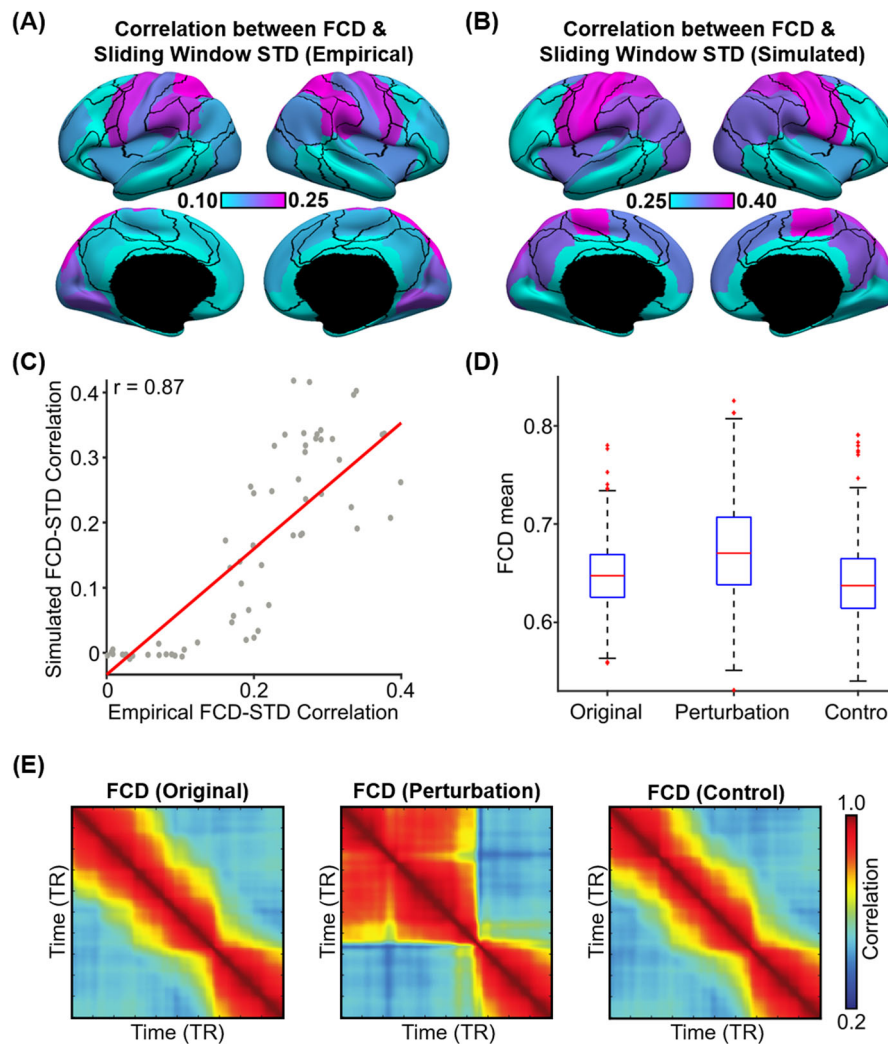 (A)
Correlation between FCD &
Sliding Window STD (Empirical)
0.10
0.25
(B)
Correlation between FCD &
Sliding Window STD (Simulated)
0.25
0.40
(C)
r = 0.87
Simulated FCD-STD Correlation
0.4
0.3
0.2
0.1
0
0
0.2
0.4
Empirical FCD-STD Correlation
(D)
FCD mean
0.8
0.7
0.6
Original
Perturbation
Control
(E)
FCD (Original)
Time (TR)
Time (TR)
FCD (Perturbation)
Time (TR)
Time (TR)
FCD (Control)
Time (TR)
Time (TR)
1.0
Correlation
0.2